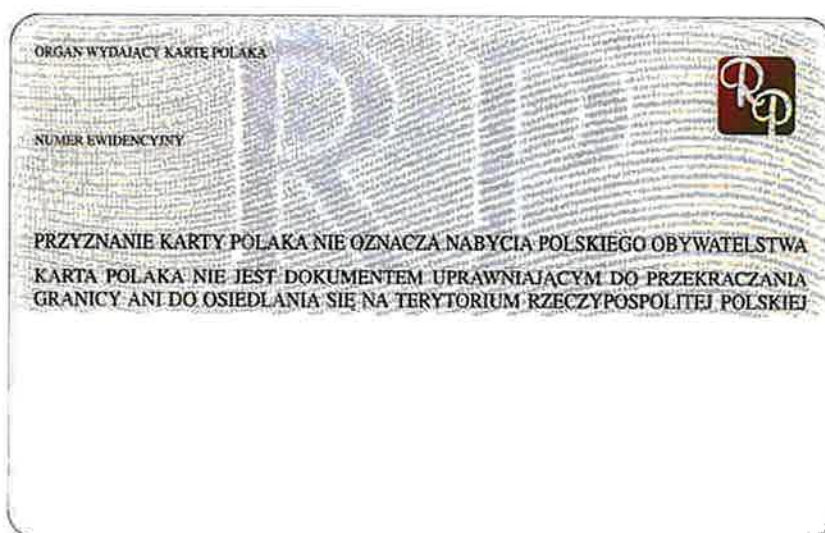 ORGAN WYDAJĄCY KARTĘ POLAKA
RP
NUMER EWIDENCYJNY
PRZYZNANIE KARTY POLAKA NIE OZNACZA NABYCIA POLSKIEGO OBYWATELSTWA
KARTA POLAKA NIE JEST DOKUMENTEM UPRAWNIAJĄCYM DO PRZEKRACZANIA
GRANICY ANI DO OSIEDLANIA SIĘ NA TERYTORIUM RZECZYPOSPOLITEJ POLSKIEJ